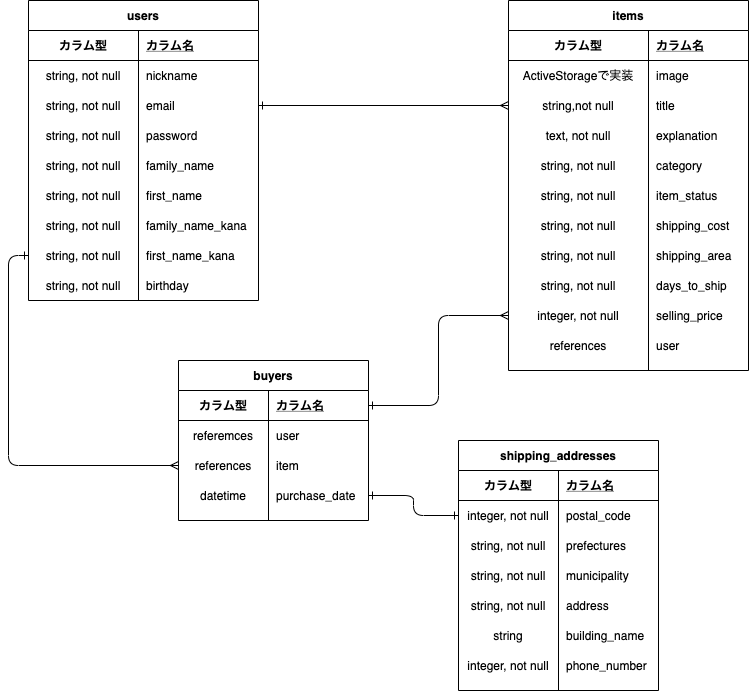 users
カラム型 カラム名
string, not null nickname
string, not null email
string, not null password
string, not null family_name
string, not null first_name
string, not null family_name_kana
string, not null first_name_kana
string, not null birthday
items
カラム型 カラム名
ActiveStorageで実装 image
string,not null title
text, not null explanation
string, not null category
string, not null item_status
string, not null shipping_cost
string, not null shipping_area
string, not null days_to_ship
integer, not null selling_price
references user
buyers
カラム型 カラム名
referemces user
references item
datetime purchase_date
shipping_addresses
カラム型 カラム名
integer, not null postal_code
string, not null prefectures
string, not null municipality
string, not null address
string building_name
integer, not null phone_number